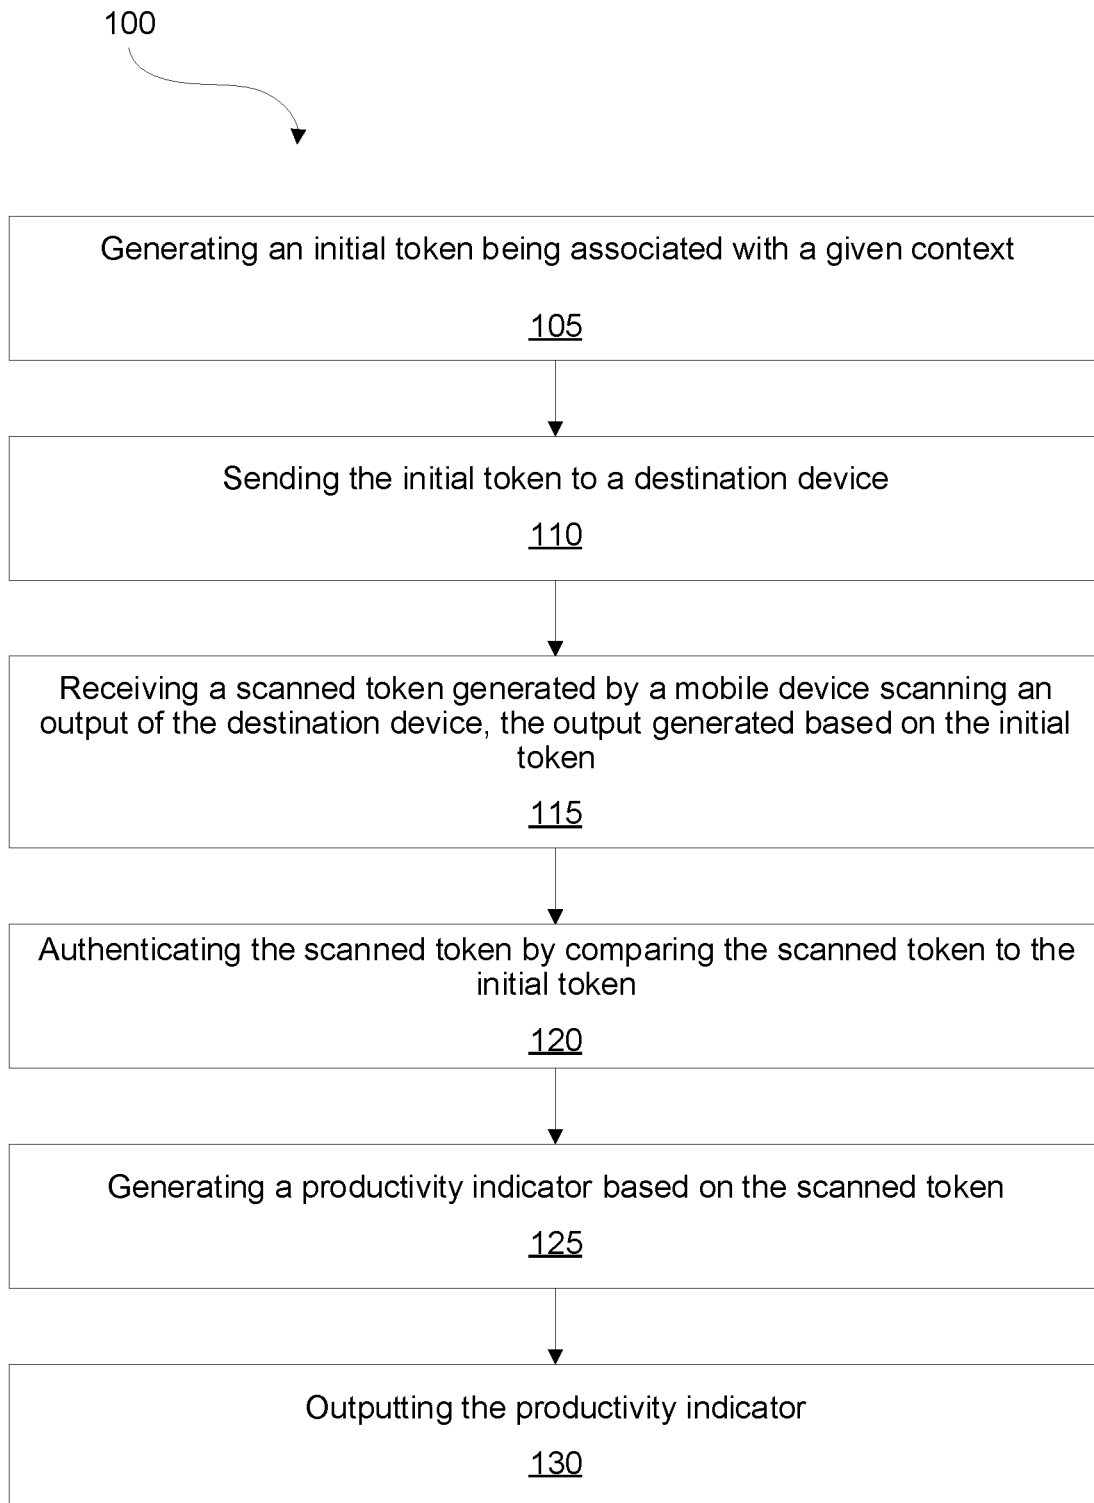 100
Generating an initial token being associated with a given context
105
Sending the initial token to a destination device
110
Receiving a scanned token generated by a mobile device scanning an
output of the destination device, the output generated based on the initial
token
115
Authenticating the scanned token by comparing the scanned token to the
initial token
120
Generating a productivity indicator based on the scanned token
125
Outputting the productivity indicator
130